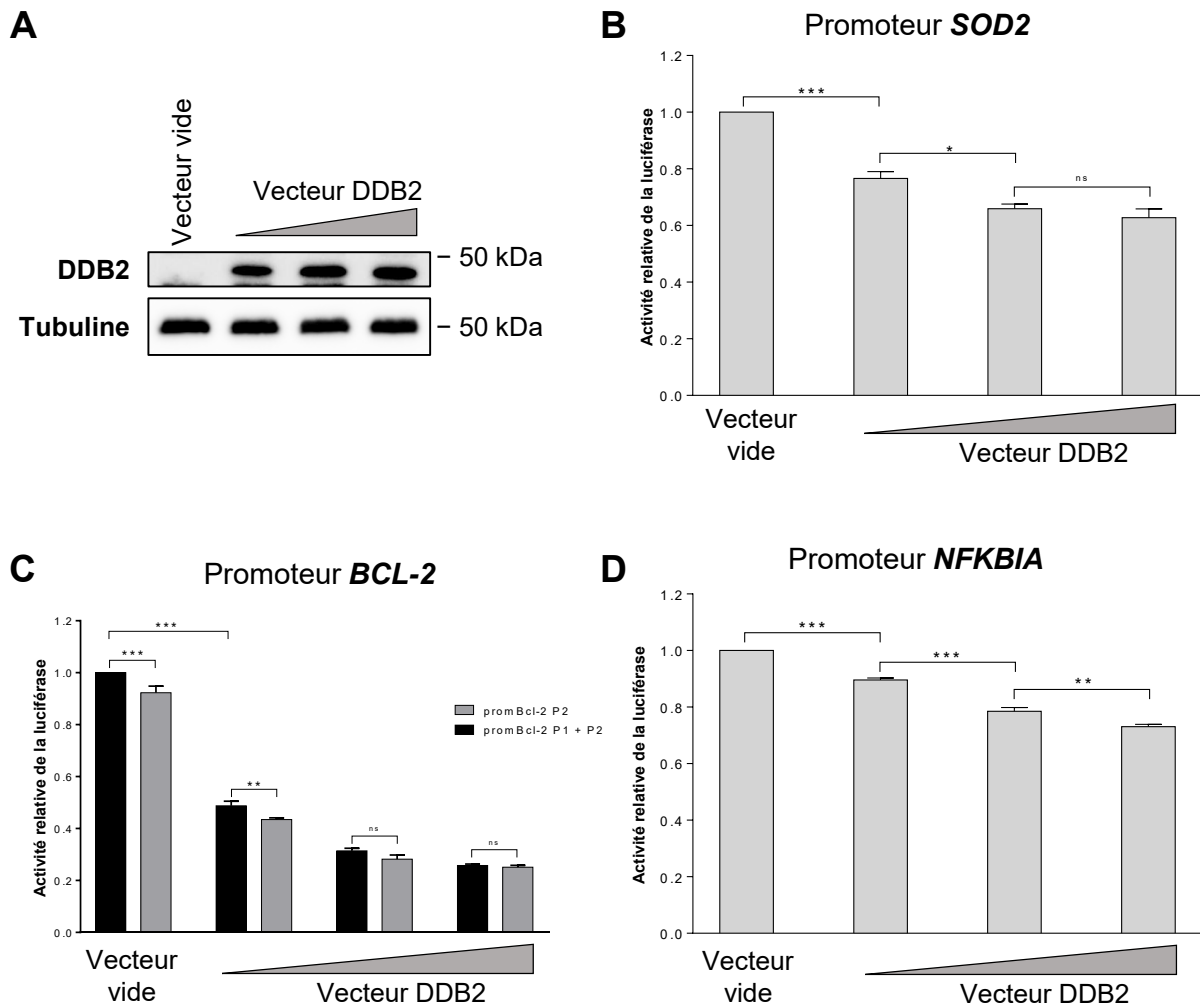 A
Vecteur vide
Vecteur DDB2
DDB2
– 50 kDa
Tubuline
– 50 kDa
B
Promoteur SOD2
Activité relative de la luciférase
1.2
1.0
0.8
0.6
0.4
0.2
0.0
***
*
ns
Vecteur
vide
Vecteur DDB2
C
Promoteur BCL-2
Activité relative de la luciférase
1.2
1.0
0.8
0.6
0.4
0.2
0.0
***
***
**
ns
ns
promBcl-2 P2
promBcl-2 P1 + P2
Vecteur
vide
Vecteur DDB2
D
Promoteur NFKBIA
Activité relative de la luciférase
1.2
1.0
0.8
0.6
0.4
0.2
0.0
***
***
**
Vecteur
vide
Vecteur DDB2